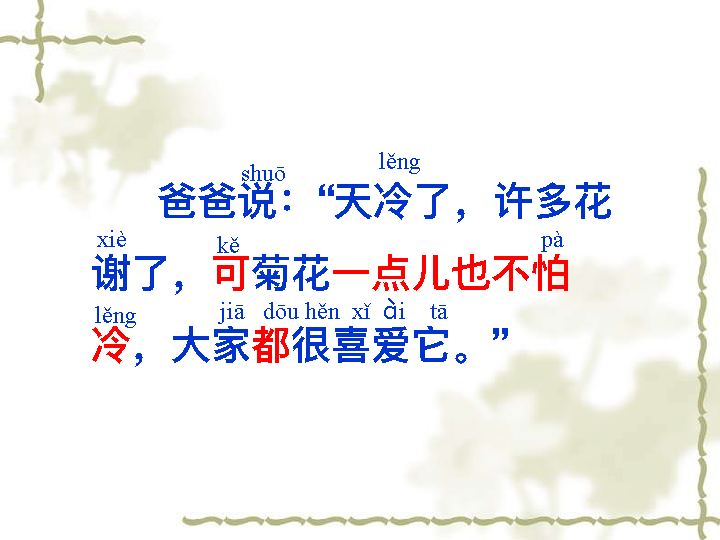 shuō lěng
爸爸说：“天冷了，许多花
xiè kě pà
谢了，可菊花一点儿也不怕
lěng jiā dōu hěn xǐ ài tā
冷，大家都很喜爱它。”